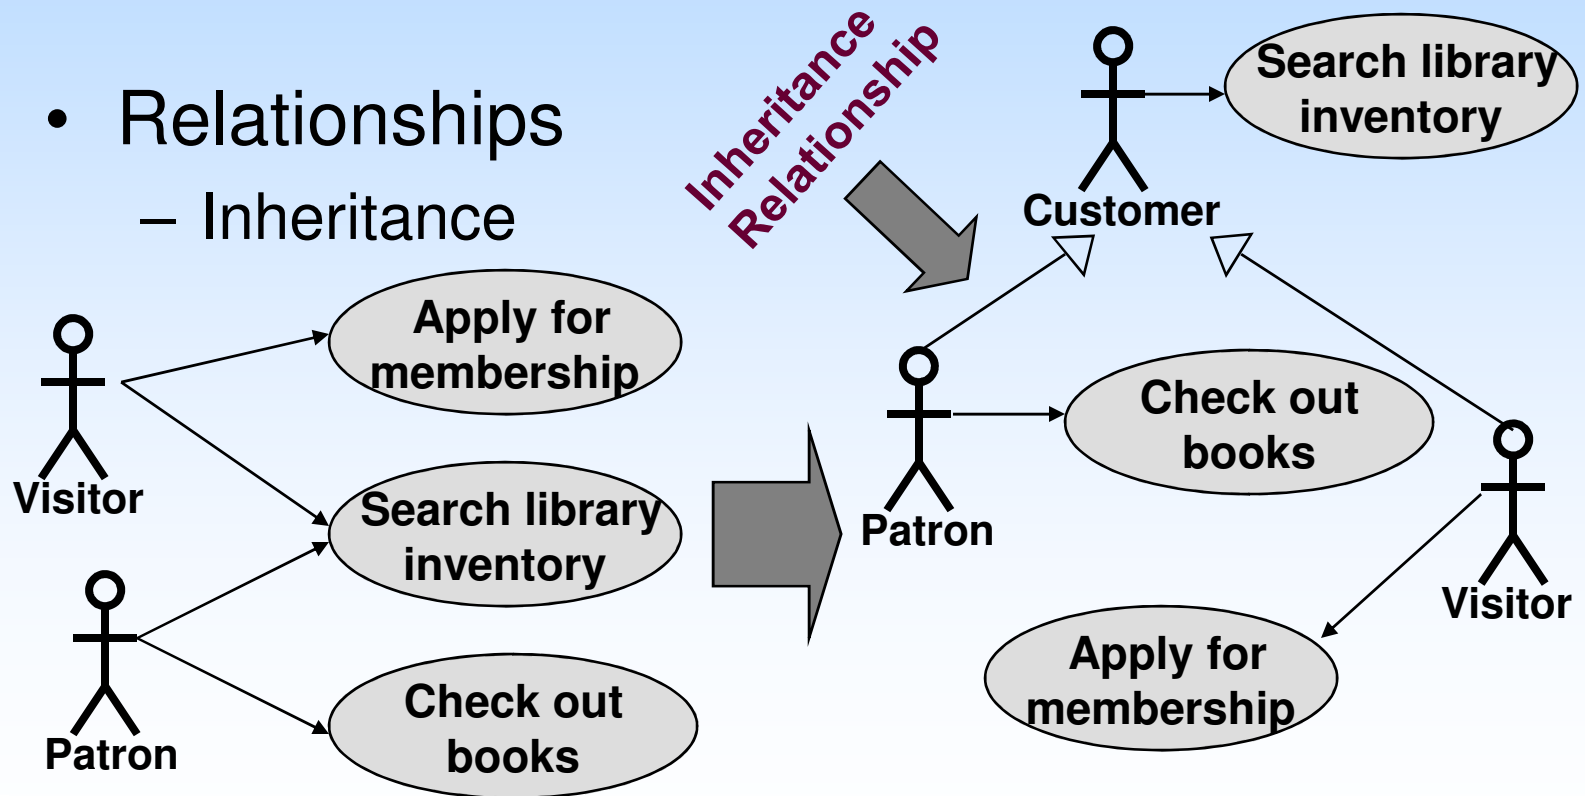 • Relationships
– Inheritance
Apply for
membership
Visitor
Search library
inventory
Patron
Check out
books
Inheritance
Relationship
Search library
inventory
Customer
Check out
books
Patron
Visitor
Apply for
membership